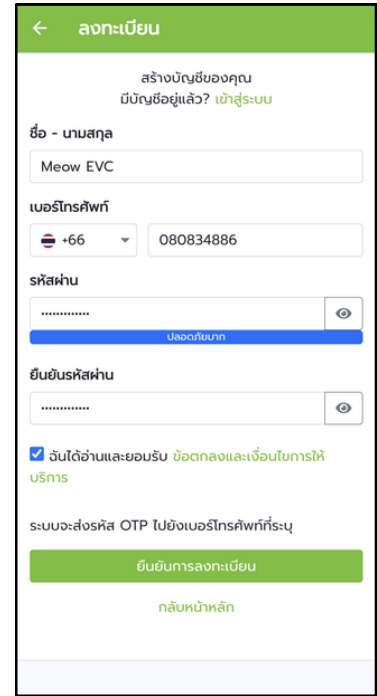 ← ลงทะเบียน
สร้างบัญชีของคุณ
มีบัญชีอยู่แล้ว? เข้าสู่ระบบ
ชื่อ - นามสกุล
Meow EVC
เบอร์โทรศัพท์
+66 080834886
รหัสผ่าน
.............
ปลอดภัยมาก
ยืนยันรหัสผ่าน
.............
ฉันได้อ่านและยอมรับ ข้อตกลงและเงื่อนไขการให้
บริการ
ระบบจะส่งรหัส OTP ไปยังเบอร์โทรศัพท์ที่ระบุ
ยืนยันการลงทะเบียน
กลับหน้าหลัก